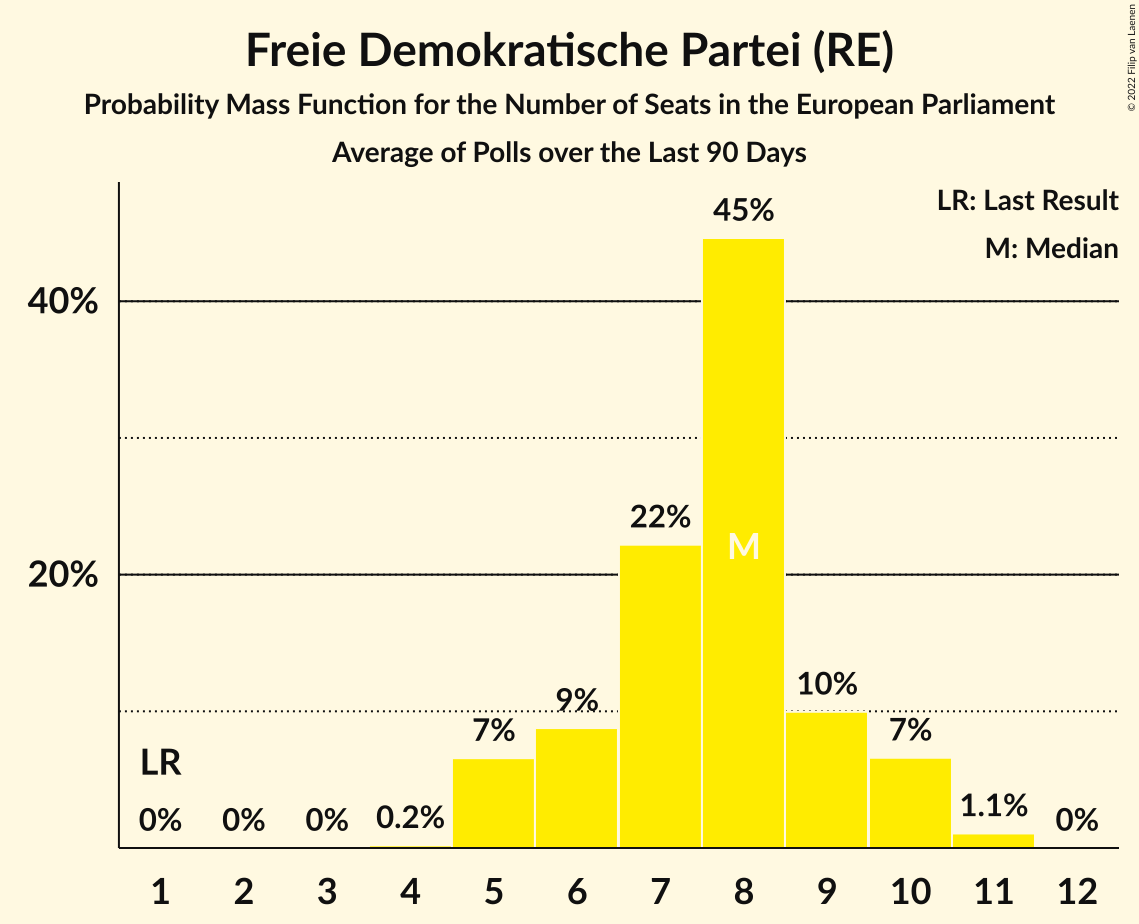 Freie Demokratische Partei (RE)
Probability Mass Function for the Number of Seats in the European Parliament
Average of Polls over the Last 90 Days
© 2022 Filip van Laenen
LR: Last Result
M: Median
45%
40%
22%
M
20%
10%
9%
7%
7%
LR
1.1%
0%
0%
0%
0.2%
0%
1 2 3 4 5 6 7 8 9 10 11 12